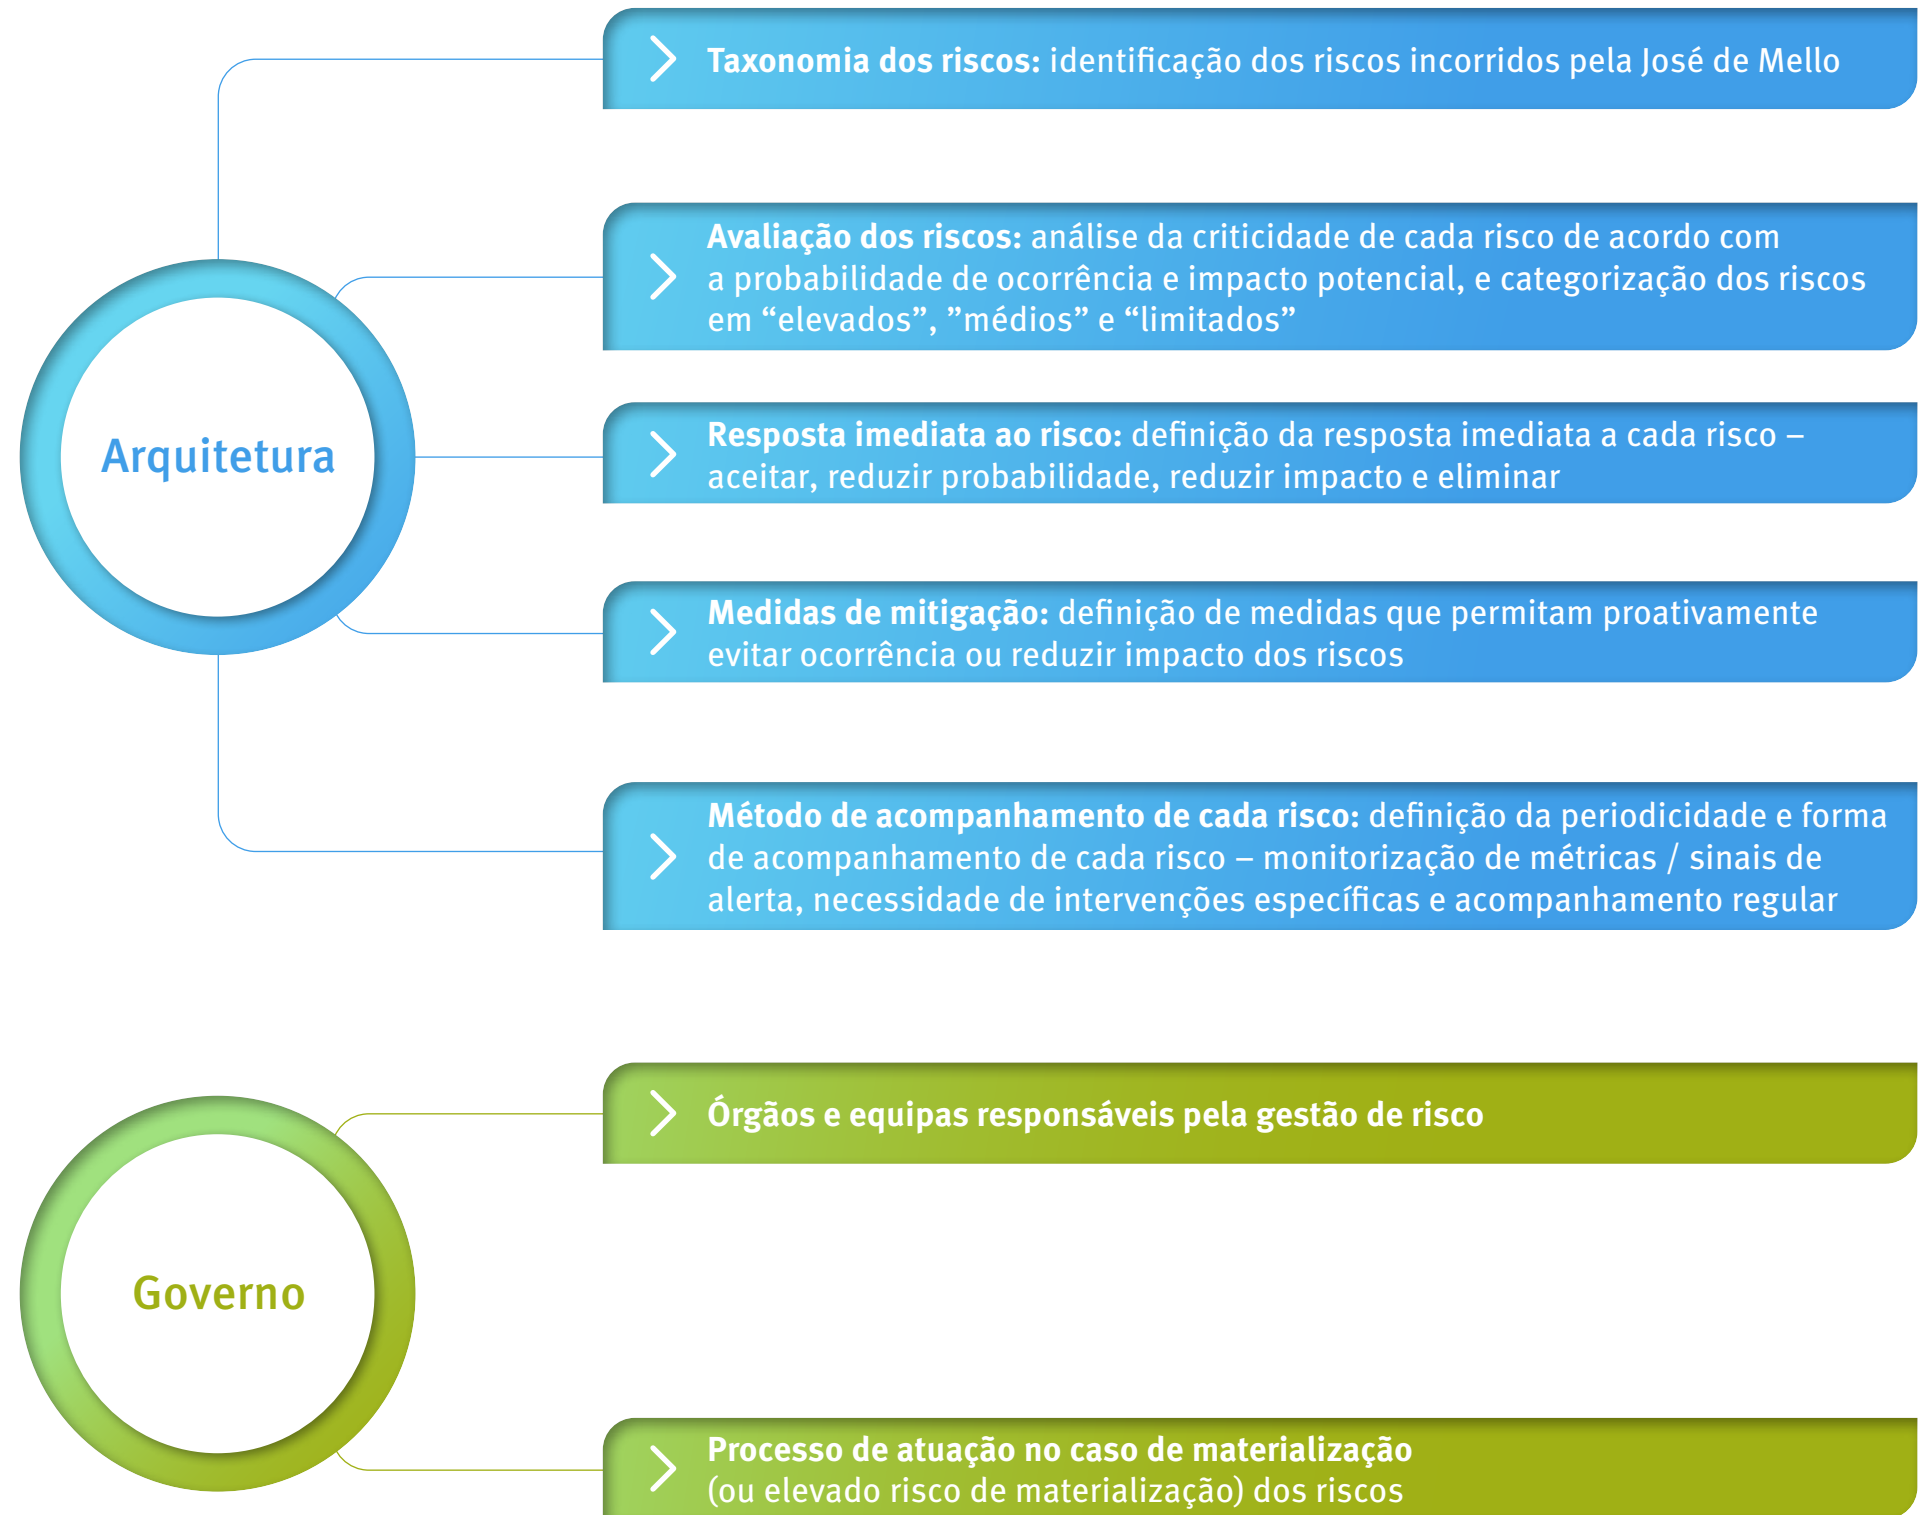 Arquitetura
Taxonomia dos riscos: identificação dos riscos incorridos pela José de Mello
Avaliação dos riscos: análise da criticidade de cada risco de acordo com
a probabilidade de ocorrência e impacto potencial, e categorização dos riscos
em “elevados”, ”médios” e “limitados”
Resposta imediata ao risco: definição da resposta imediata a cada risco –
aceitar, reduzir probabilidade, reduzir impacto e eliminar
Medidas de mitigação: definição de medidas que permitam proativamente
evitar ocorrência ou reduzir impacto dos riscos
Método de acompanhamento de cada risco: definição da periodicidade e forma
de acompanhamento de cada risco – monitorização de métricas / sinais de
alerta, necessidade de intervenções específicas e acompanhamento regular
Governo
Órgãos e equipas responsáveis pela gestão de risco
Processo de atuação no caso de materialização
(ou elevado risco de materialização) dos riscos